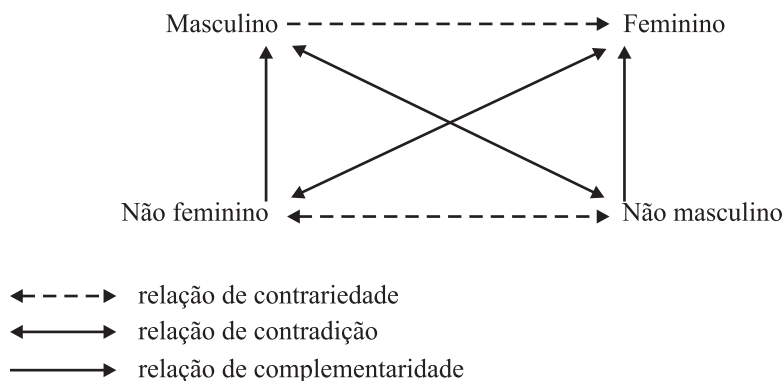 Masculino Feminino
Não feminino Não masculino
relação de contrariedade
relação de contradição
relação de complementaridade